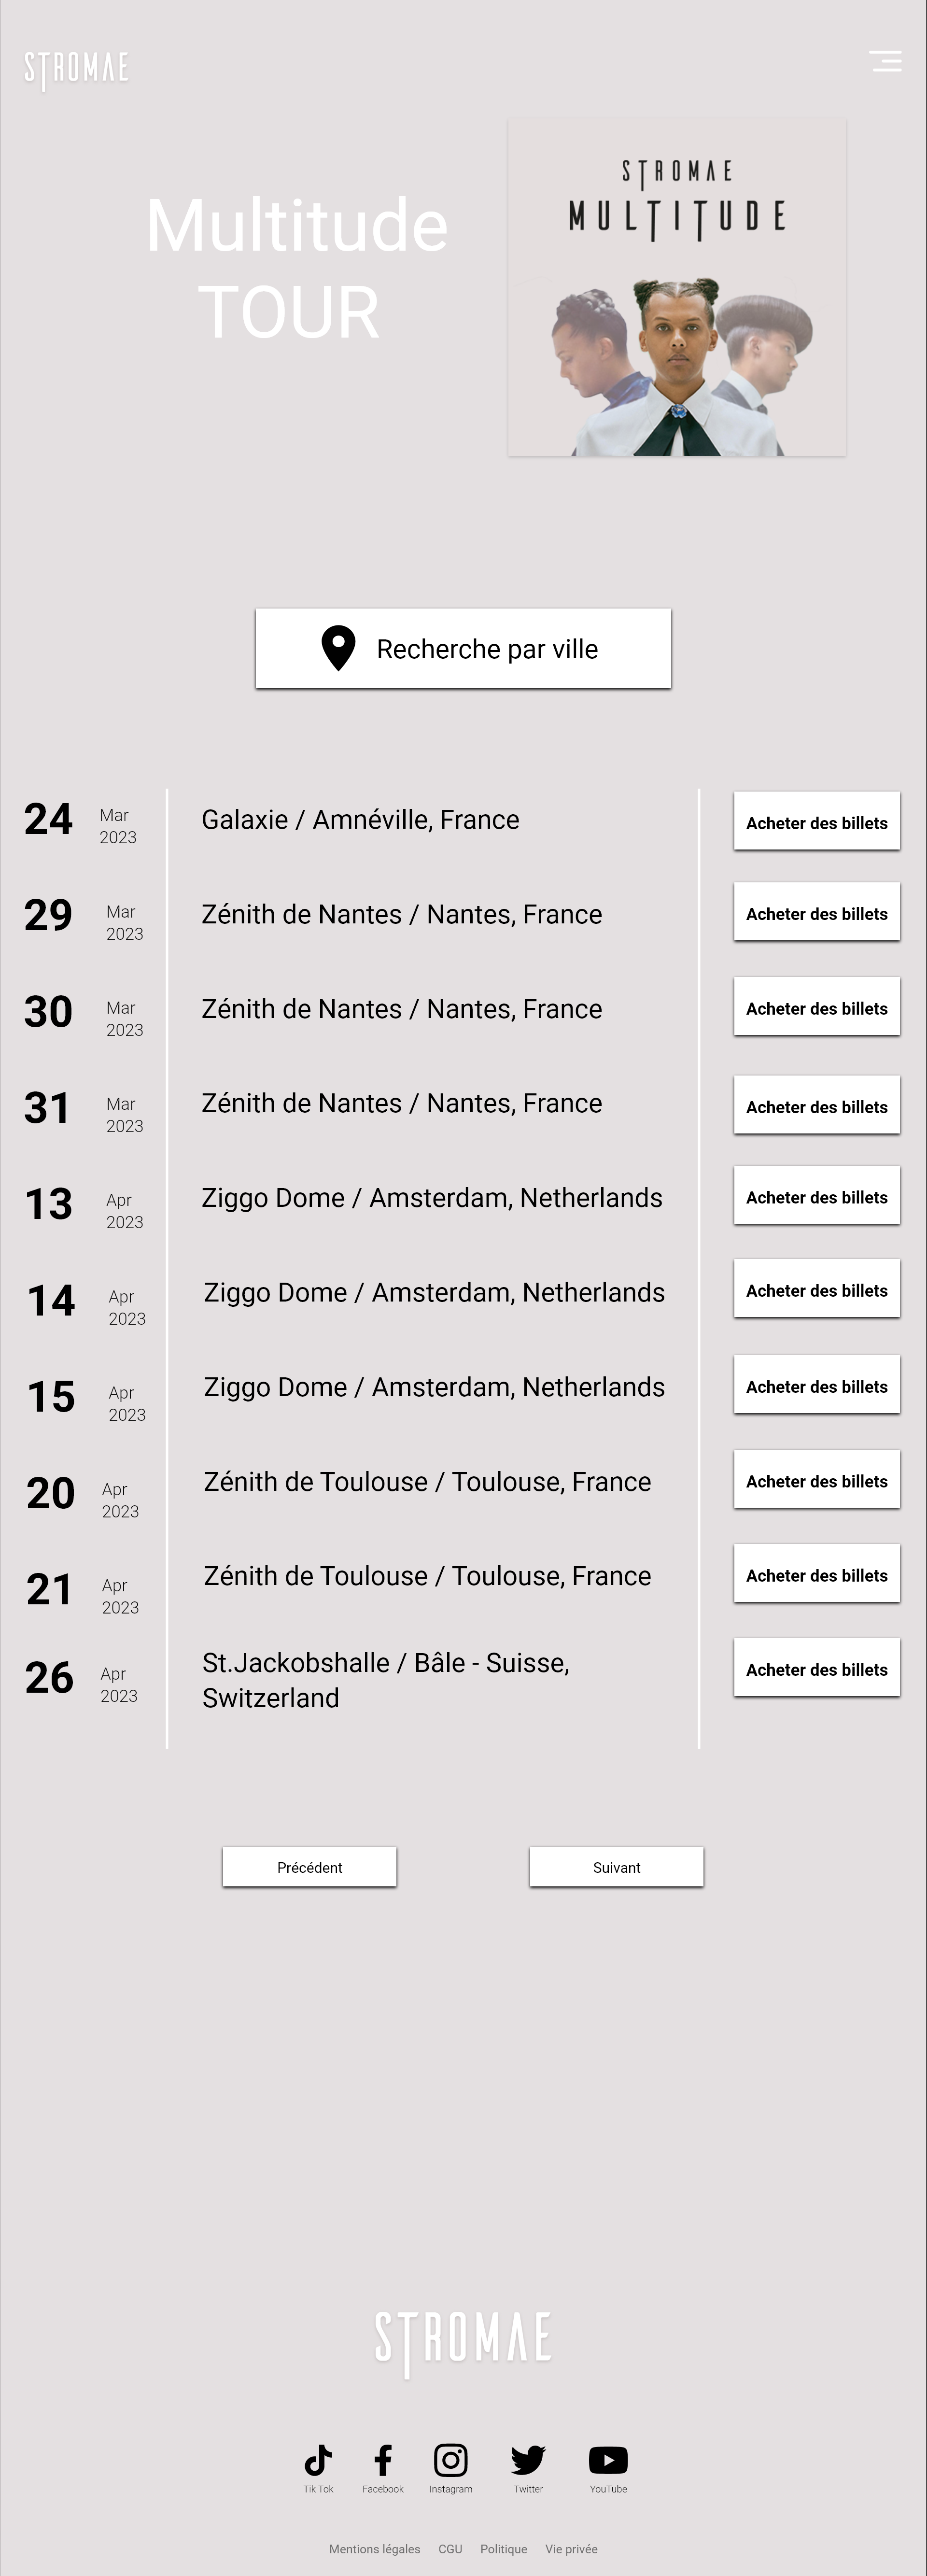 STROMAE
Multitude
TOUR
STROMAE
MULTITUDE
Recherche par ville
24 Mar
2023
Galaxie / Amnéville, France
Acheter des billets
29 Mar
2023
Zénith de Nantes / Nantes, France
Acheter des billets
30 Mar
2023
Zénith de Nantes / Nantes, France
Acheter des billets
31 Mar
2023
Zénith de Nantes / Nantes, France
Acheter des billets
13 Apr
2023
Ziggo Dome / Amsterdam, Netherlands
Acheter des billets
14 Apr
2023
Ziggo Dome / Amsterdam, Netherlands
Acheter des billets
15 Apr
2023
Ziggo Dome / Amsterdam, Netherlands
Acheter des billets
20 Apr
2023
Zénith de Toulouse / Toulouse, France
Acheter des billets
21 Apr
2023
Zénith de Toulouse / Toulouse, France
Acheter des billets
26 Apr
2023
St.Jackobshalle / Bâle - Suisse,
Switzerland
Acheter des billets
Précédent
Suivant
STROMAE
Tik Tok
Facebook
Instagram
Twitter
YouTube
Mentions légales CGU Politique Vie privée